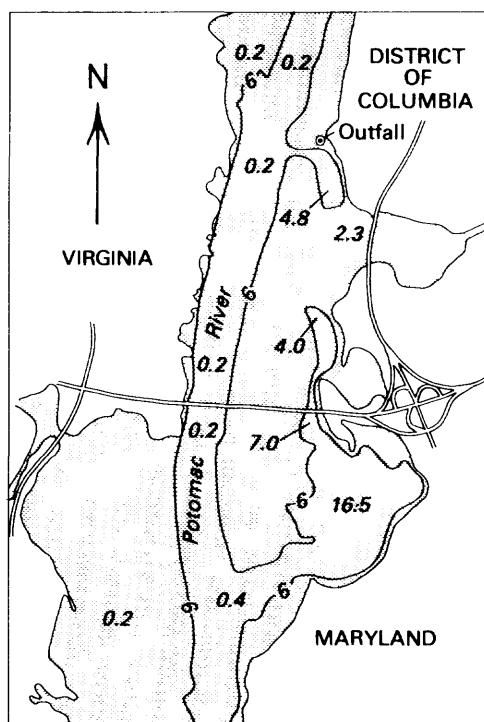 0.2
0.2
6
DISTRICT
OF
COLUMBIA
N
Outfall
0.2
4.8
2.3
VIRGINIA
6
River
4.0
0.2
0.2
7.0
Potomac
6
16.5
6
0.4
6
0.2
MARYLAND